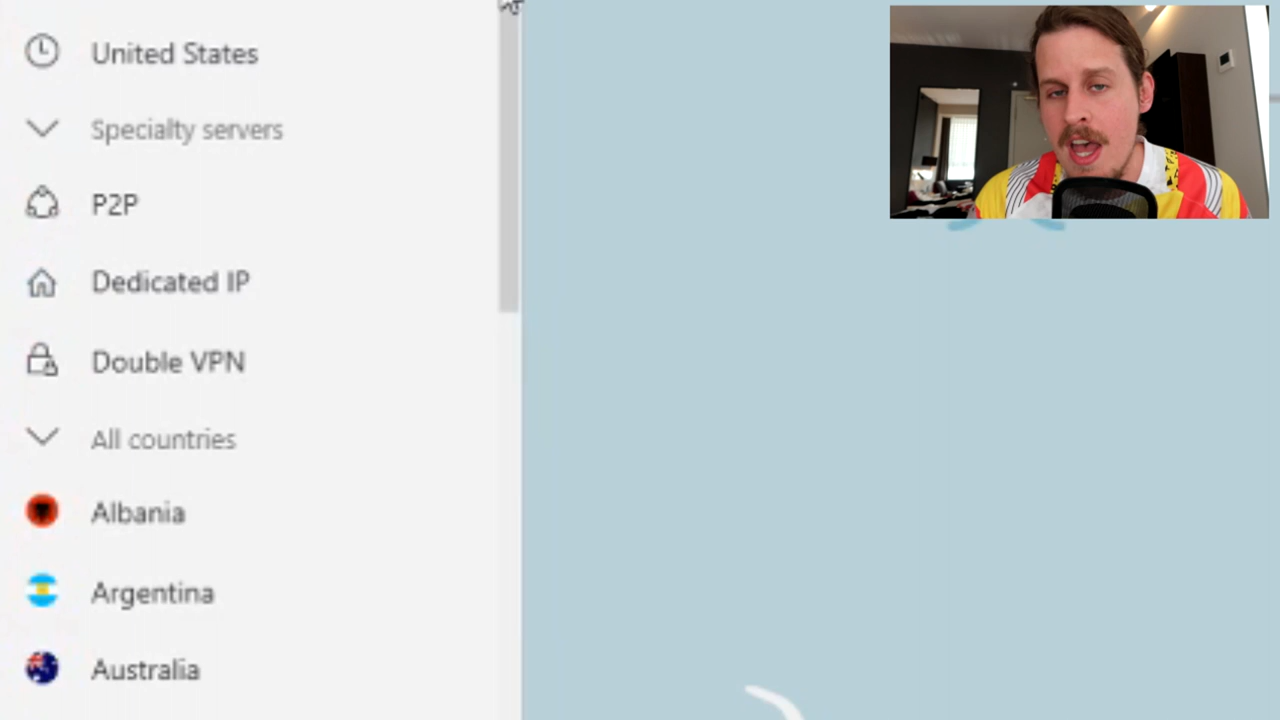 United States
Specialty servers
P2P
Dedicated IP
Double VPN
All countries
Albania
Argentina
Australia